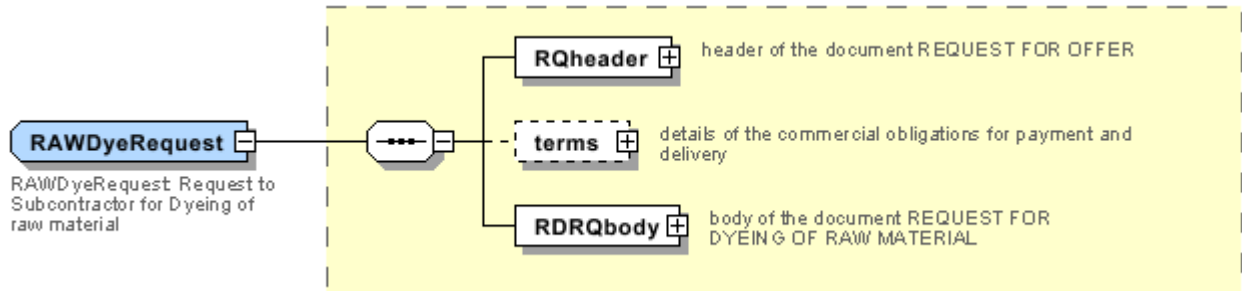 RQheader
header of the document REQUEST FOR OFFER
RAWDyeRequest
RAWDyeRequest: Request to
Subcontractor for Dyeing of
raw material
terms
details of the commercial obligations for payment and
delivery
RDRQbody
body of the document REQUEST FOR
DYEING OF RAW MATERIAL